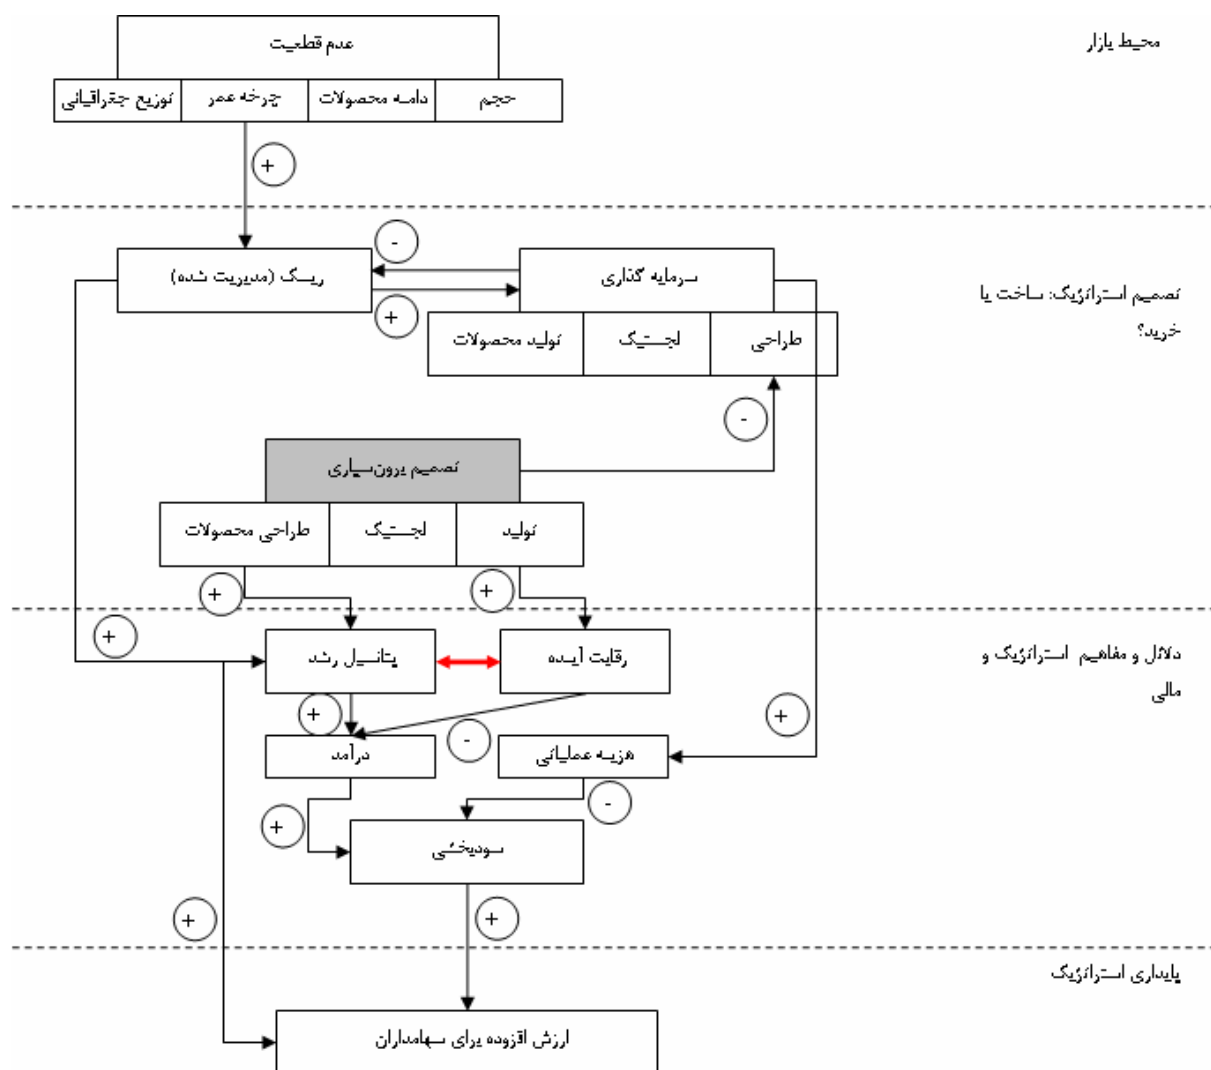 محیط بازار
عدم قطعیت
حجم
دامنه محصولات
چرخه عمر
توزیع جغرافیائی
+
-
ریسک (مدیریت شده)
سرمایه گذاری
+
تصمیم استراتژیک: ساخت یا
خرید؟
طراحی
لجستیک
تولید محصولات
-
تصمیم برون‌سپاری
تولید
لجستیک
طراحی محصولات
+
+
+
دلائل و مفاهیم استراتژیک و
مالی
رقابت آینده
پتانسیل رشد
+
+
-
هزینه عملیاتی
درآمد
-
+
سودبخشی
+
+
پایداری استراتژیک
ارزش افزوده برای سهامداران